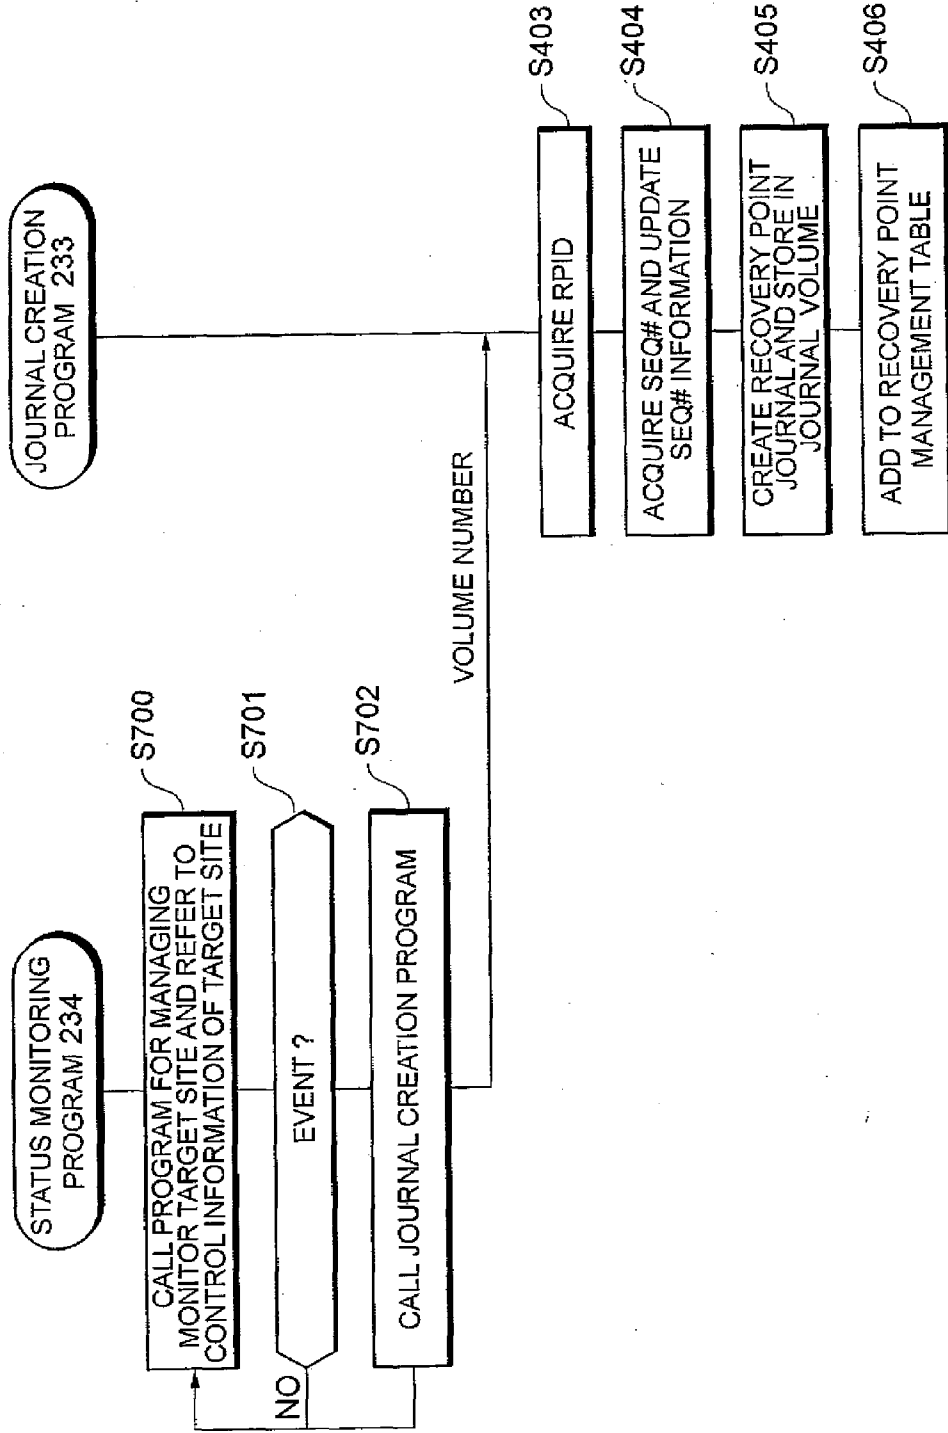 STATUS MONITORING
PROGRAM 234
CALL PROGRAM FOR MANAGING
MONITOR TARGET SITE AND REFER TO
CONTROL INFORMATION OF TARGET SITE
S700
EVENT ?
S701
NO
CALL JOURNAL CREATION PROGRAM
S702
VOLUME NUMBER
JOURNAL CREATION
PROGRAM 233
ACQUIRE RPID
S403
ACQUIRE SEQ# AND UPDATE
SEQ# INFORMATION
S404
CREATE RECOVERY POINT
JOURNAL AND STORE IN
JOURNAL VOLUME
S405
ADD TO RECOVERY POINT
MANAGEMENT TABLE
S406